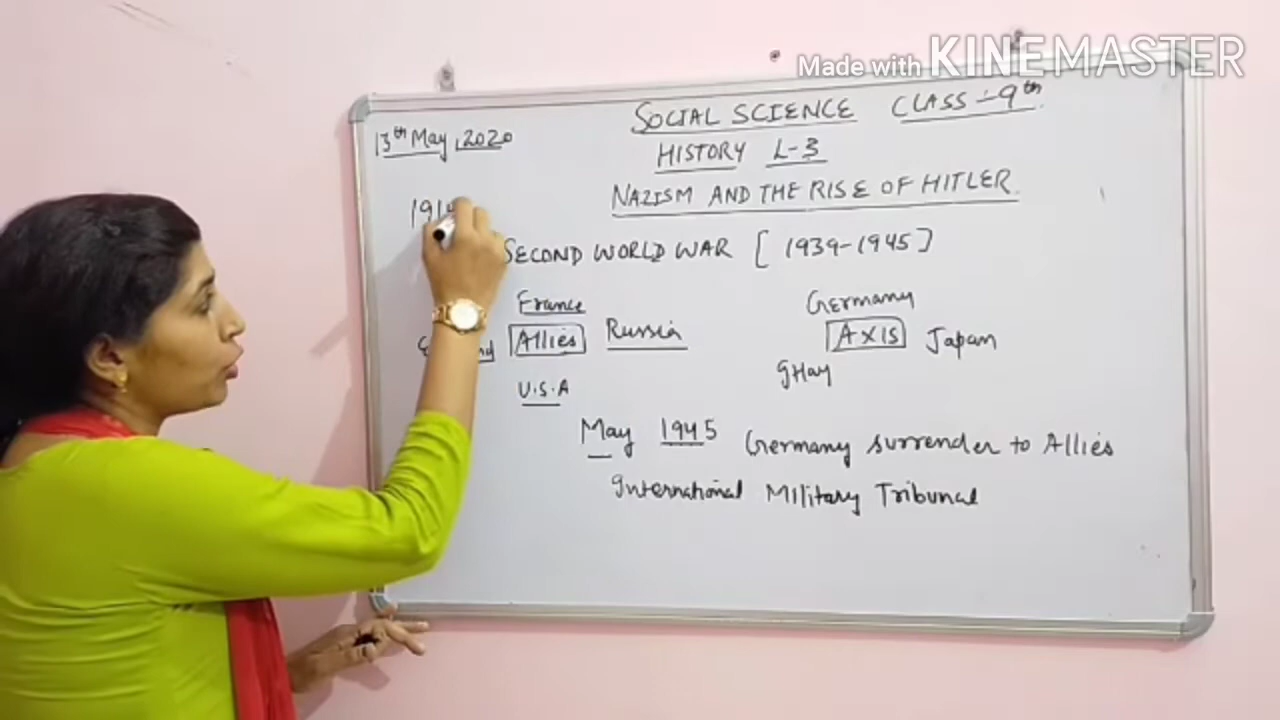 Made with KINEMASTER
SOCIAL SCIENCE CLASS :- 9th
13th May, 2020
HISTORY L-3
NAZISM AND THE RISE OF HITLER.
191
SECOND WORLD WAR [ 1939-1945]
France
Germany
Allies Russia
AXIS Japan
Italy
U.S.A
May 1945 Germany surrender to Allies
International Military Tribunal